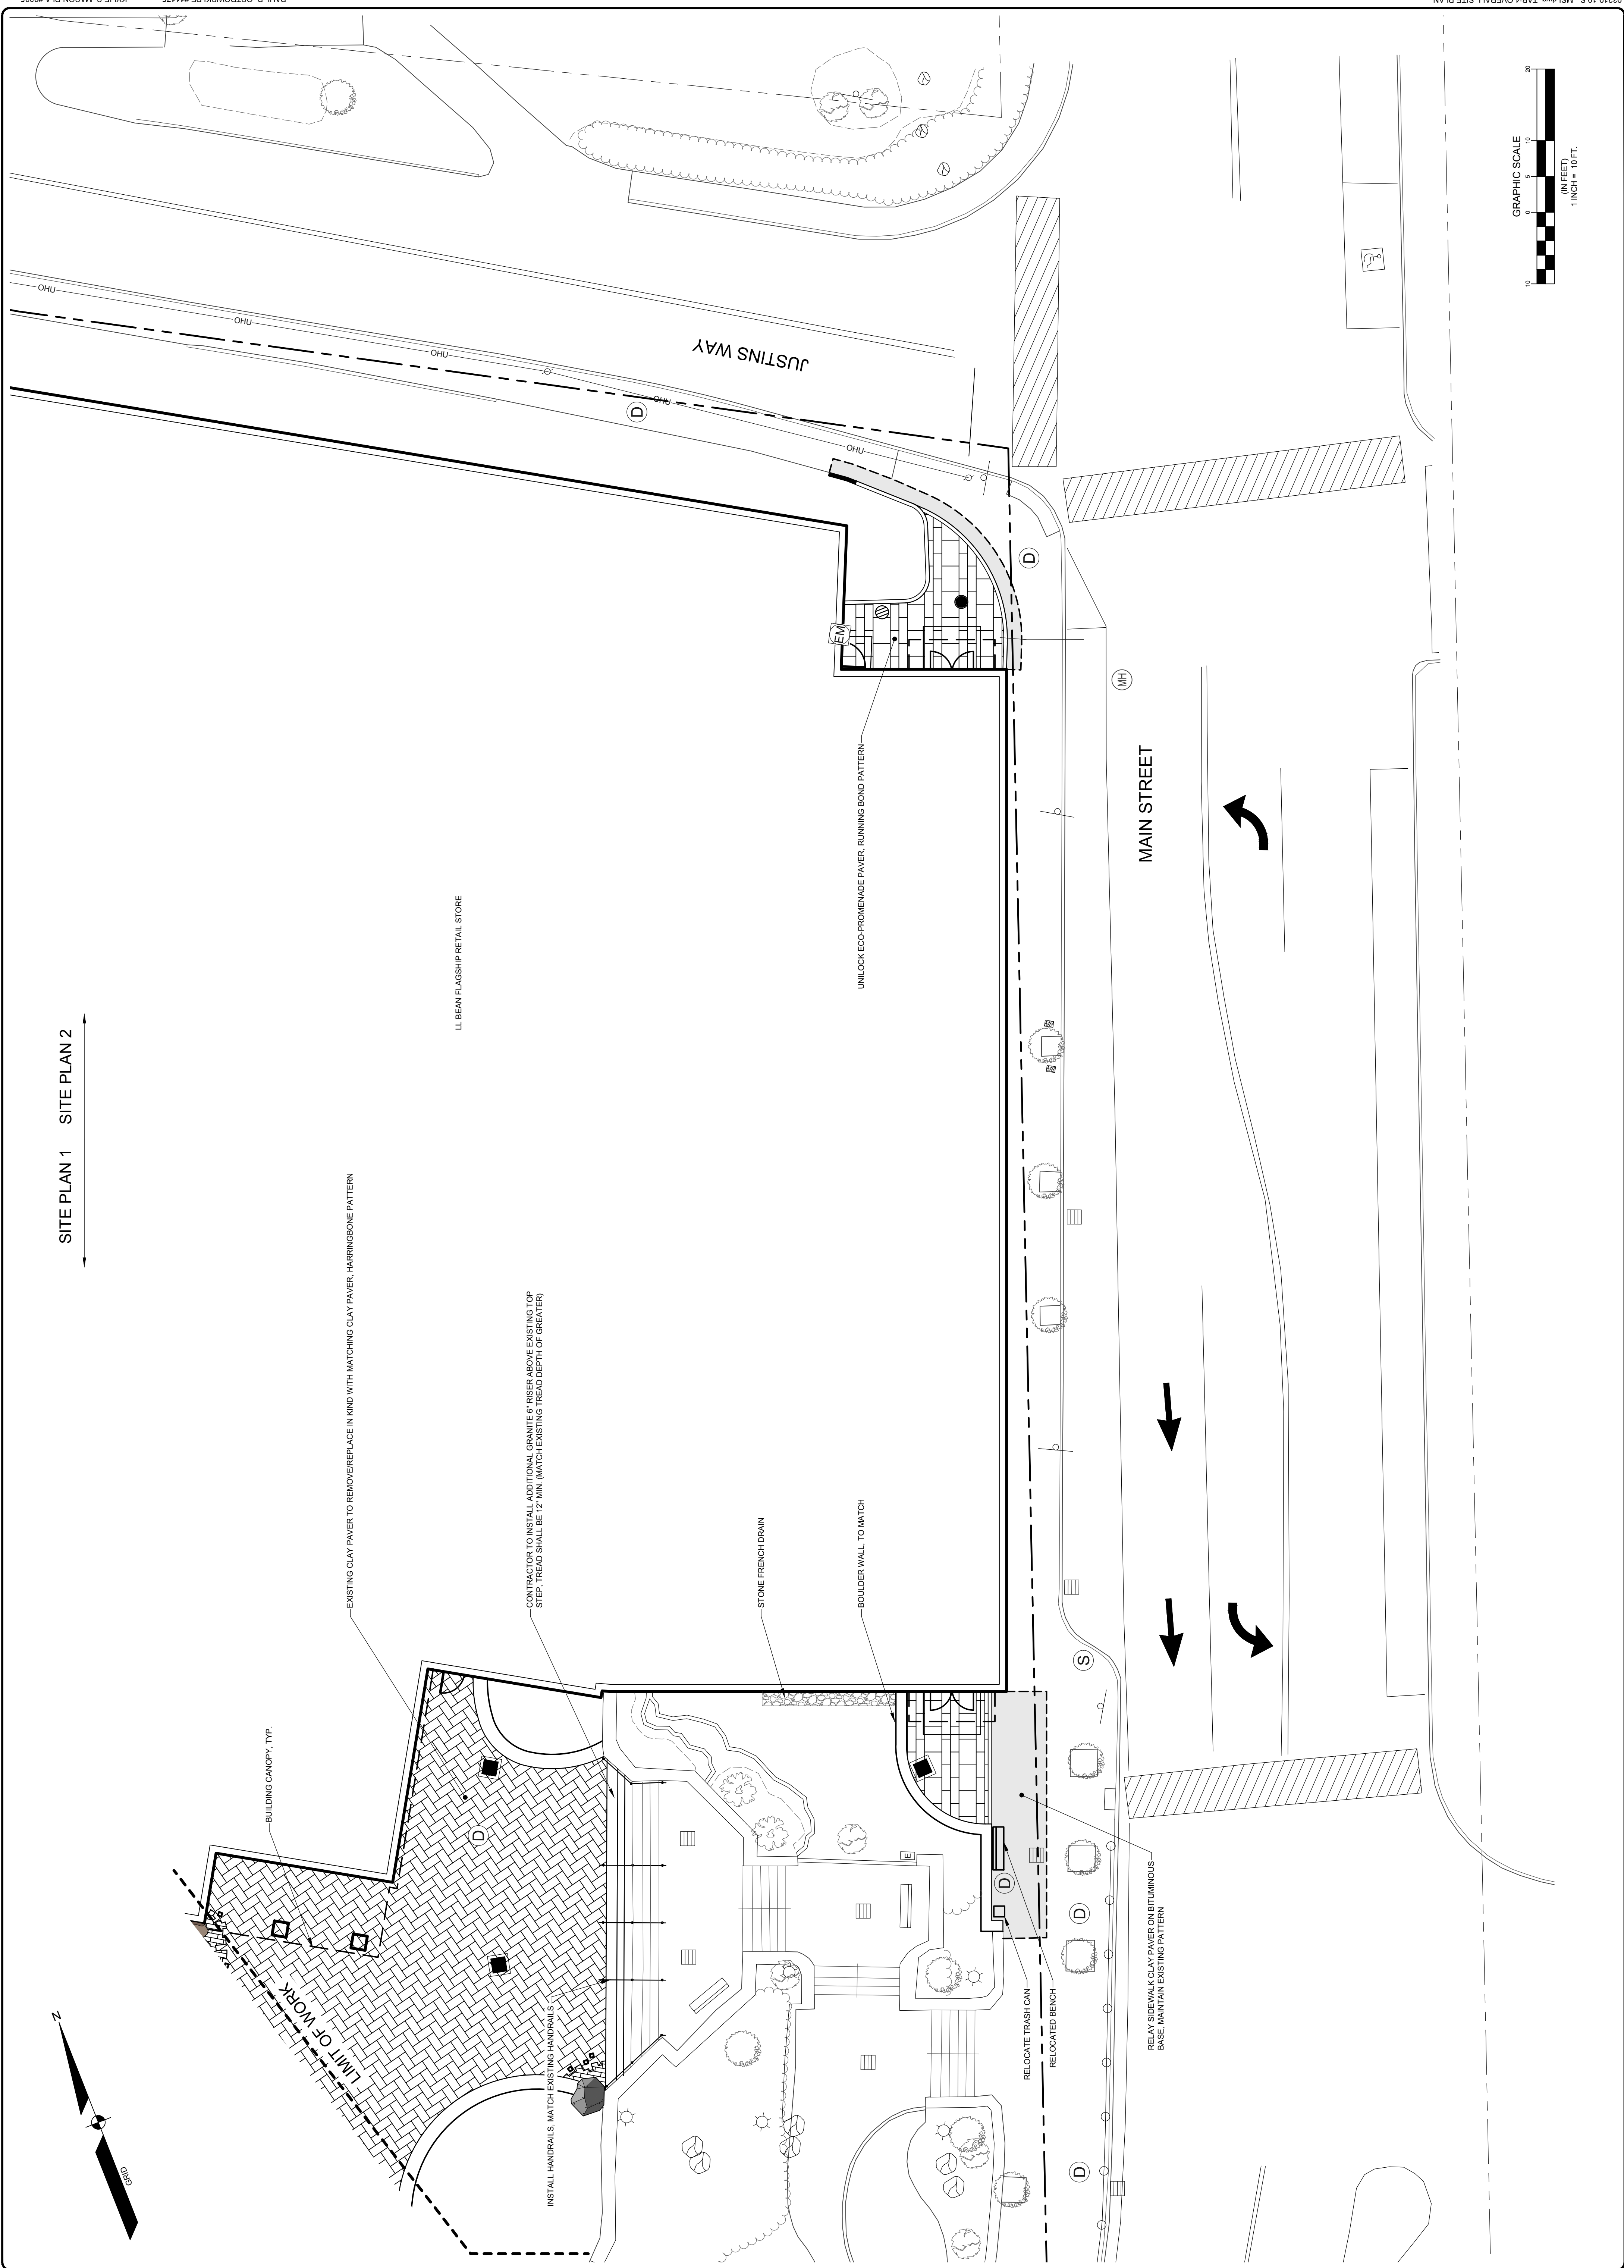 SITE PLAN 1 SITE PLAN 2
GRAPHIC SCALE
10 0 5 10 20
(IN FEET)
1 INCH = 10 FT.
N
GRID
LIMIT OF WORK
BUILDING CANOPY, TYP.
EXISTING CLAY PAVER TO REMOVE/REPLACE IN KIND WITH MATCHING CLAY PAVER, HARRINGBONE PATTERN
LL BEAN FLAGSHIP RETAIL STORE
CONTRACTOR TO INSTALL ADDITIONAL GRANITE 6" RISER ABOVE EXISTING TOP
STEP, TREAD SHALL BE 12" MIN. (MATCH EXISTING TREAD DEPTH OF GREATER)
INSTALL HANDRAILS, MATCH EXISTING HANDRAILS
STONE FRENCH DRAIN
BOULDER WALL, TO MATCH
UNILOCK ECO-PROMENADE PAVER, RUNNING BOND PATTERN
RELOCATE TRASH CAN
RELOCATED BENCH
RELAY SIDEWALK CLAY PAVER ON BITUMINOUS
BASE, MAINTAIN EXISTING PATTERN
MAIN STREET
JUSTINS WAY
OHU
OHU
OHU
OHU
OHU
D
D
D
D
D
D
S
MH
EM
E